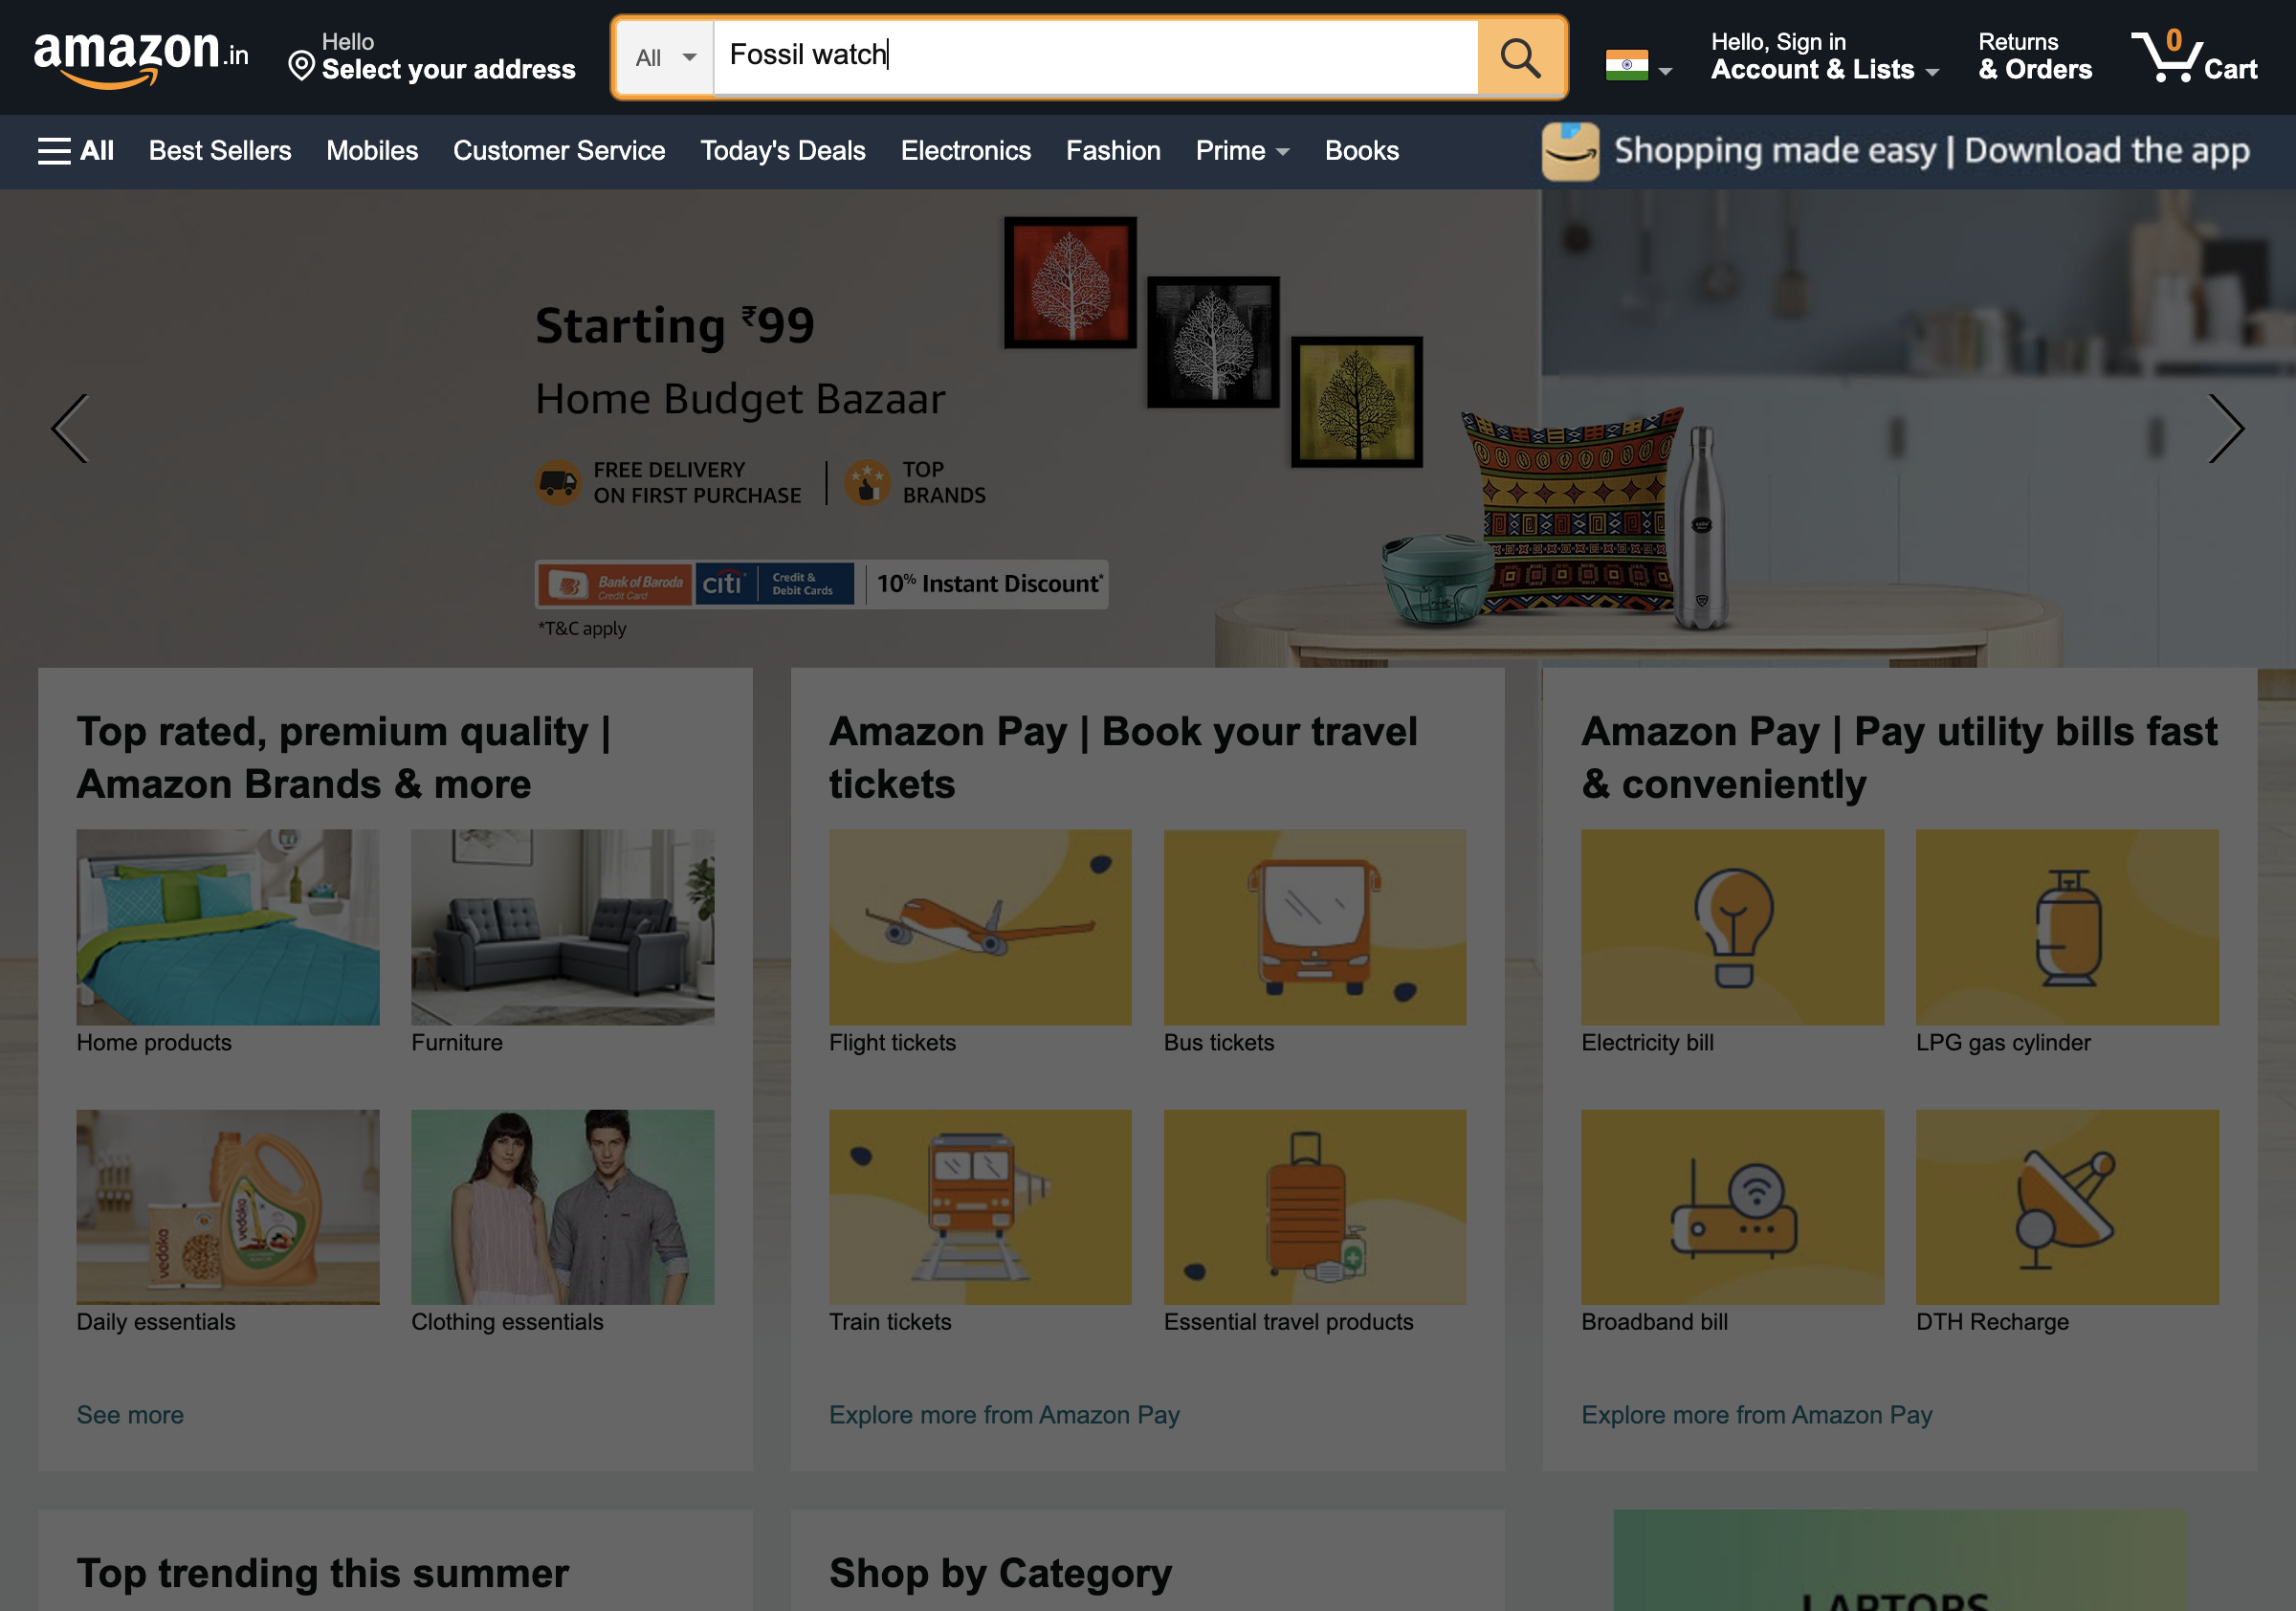 amazon.in
Hello
Select your address
All
Fossil watch
Hello, Sign in
Account & Lists
Returns
& Orders
0
Cart
All
Best Sellers
Mobiles
Customer Service
Today's Deals
Electronics
Fashion
Prime
Books
Shopping made easy | Download the app
Starting ₹99
Home Budget Bazaar
FREE DELIVERY
ON FIRST PURCHASE
TOP
BRANDS
Bank of Baroda
Credit Card
citi
Credit &
Debit Cards
10% Instant Discount*
*T&C apply
Top rated, premium quality |
Amazon Brands & more
Home products
Furniture
vedaka
vedaka
Daily essentials
Clothing essentials
See more
Amazon Pay | Book your travel
tickets
Flight tickets
Bus tickets
Train tickets
Essential travel products
Explore more from Amazon Pay
Amazon Pay | Pay utility bills fast
& conveniently
Electricity bill
LPG gas cylinder
Broadband bill
DTH Recharge
Explore more from Amazon Pay
Top trending this summer
Shop by Category
LAPTOPS